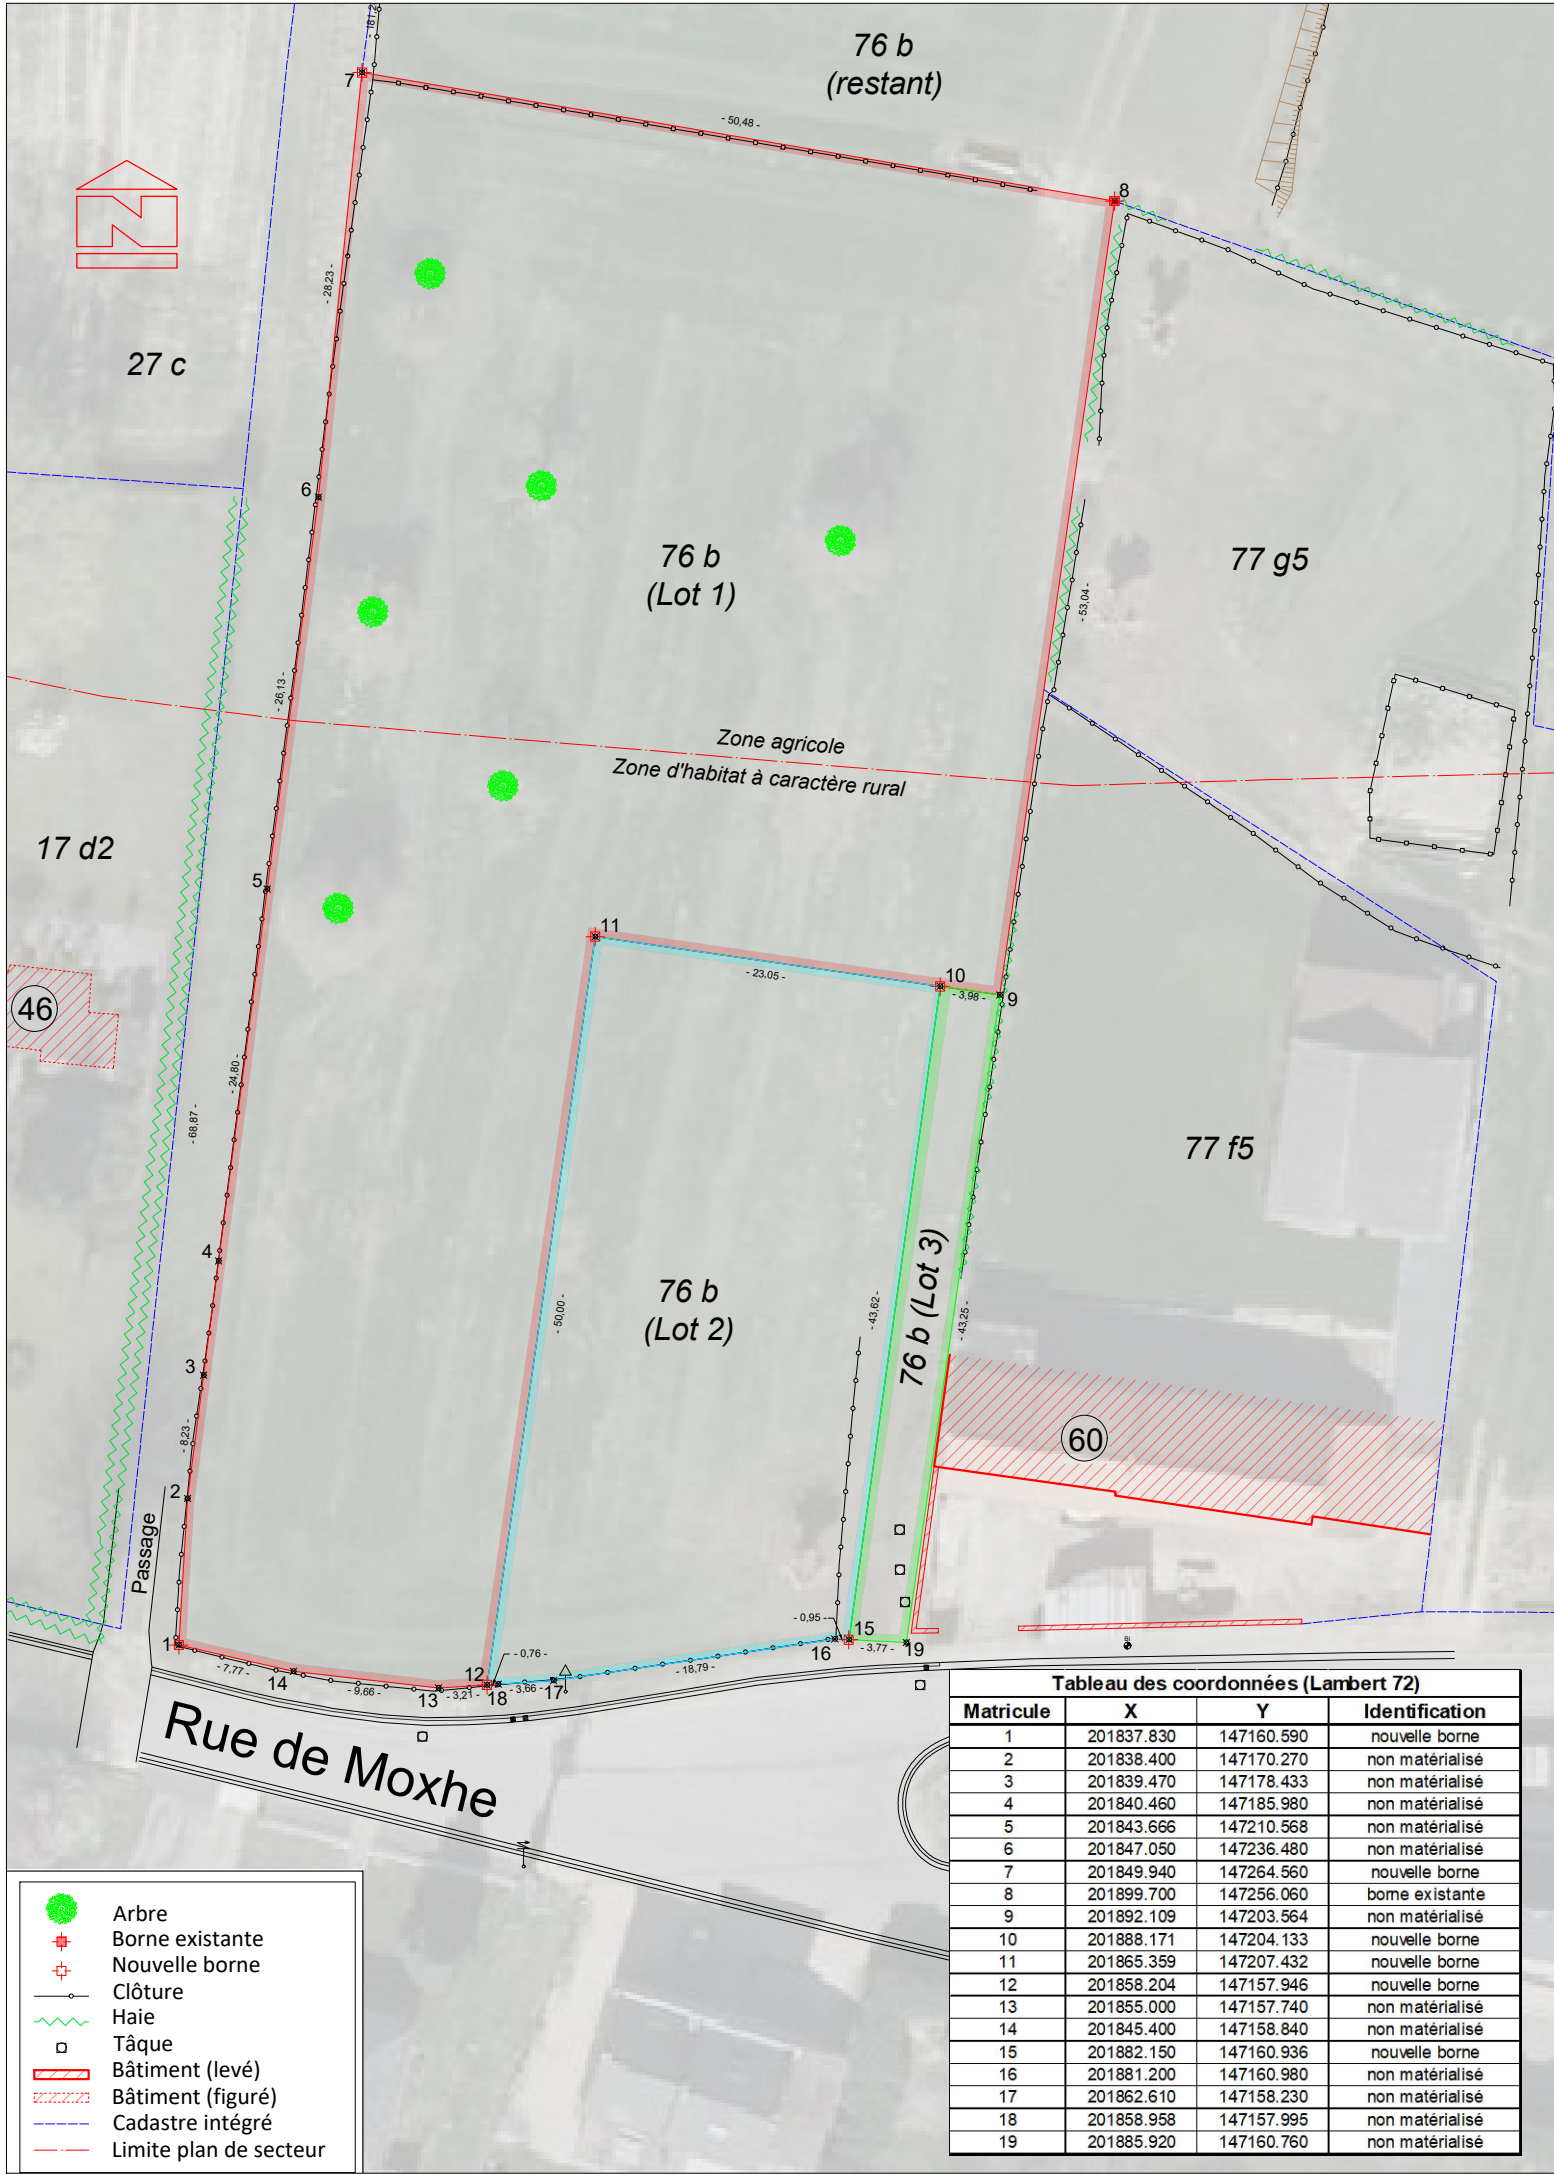 - 181,2
76 b
(restant)
7
- 50,48 -
8
- 28,23 -
27 c
6
76 b
(Lot 1)
77 g5
- 53,04 -
- 26,13 -
Zone agricole
Zone d'habitat à caractère rural
17 d2
5
11
- 23.05 -
10
- 3,98 -
9
46
- 24,80 -
- 68,87 -
77 f5
4
76 b
(Lot 2)
- 50,00 -
- 43,62 -
76 b (Lot 3)
- 43,25 -
3
- 8,23 -
60
2
Passage
- 0,95 -
15
1
- 0,76 -
16
- 3,77 -
19
BI
- 7,77 -
14
- 9,66 -
13
- 3,21 -
12
18
- 3,66 -
17
- 18,79 -
Rue de Moxhe
Tableau des coordonnées (Lambert 72)
Matricule X Y Identification
1 201837.830 147160.590 nouvelle borne
2 201838.400 147170.270 non matérialisé
3 201839.470 147178.433 non matérialisé
4 201840.460 147185.980 non matérialisé
5 201843.666 147210.568 non matérialisé
6 201847.050 147236.480 non matérialisé
7 201849.940 147264.560 nouvelle borne
8 201899.700 147256.060 borne existante
9 201892.109 147203.564 non matérialisé
10 201888.171 147204.133 nouvelle borne
11 201865.359 147207.432 nouvelle borne
12 201858.204 147157.946 nouvelle borne
13 201855.000 147157.740 non matérialisé
14 201845.400 147158.840 non matérialisé
15 201882.150 147160.936 nouvelle borne
16 201881.200 147160.980 non matérialisé
17 201862.610 147158.230 non matérialisé
18 201858.958 147157.995 non matérialisé
19 201885.920 147160.760 non matérialisé
Arbre
Borne existante
Nouvelle borne
Clôture
Haie
Tâque
Bâtiment (levé)
Bâtiment (figuré)
Cadastre intégré
Limite plan de secteur